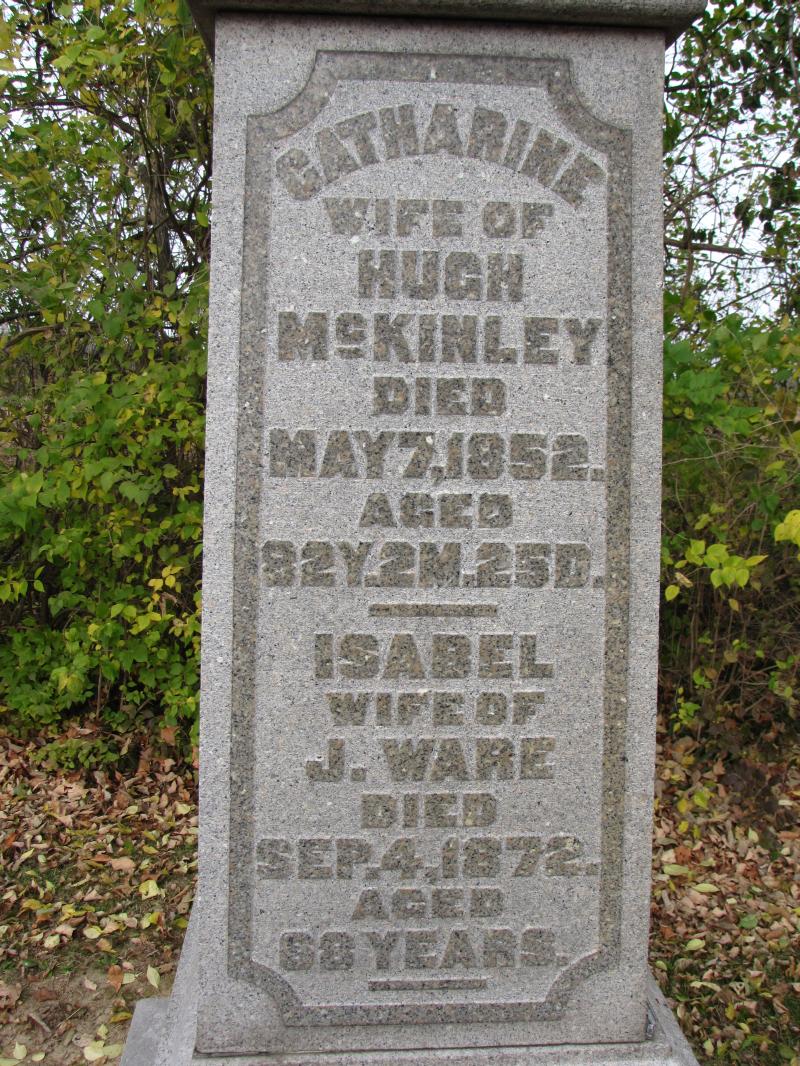 CATHARINE
WIFE OF
HUGH
McKINLEY
DIED
MAY 7, 1852.
AGED
82Y. 2M. 25D.
ISABEL
WIFE OF
J. WARE
DIED
SEP. 4, 1872.
AGED
68 YEARS.